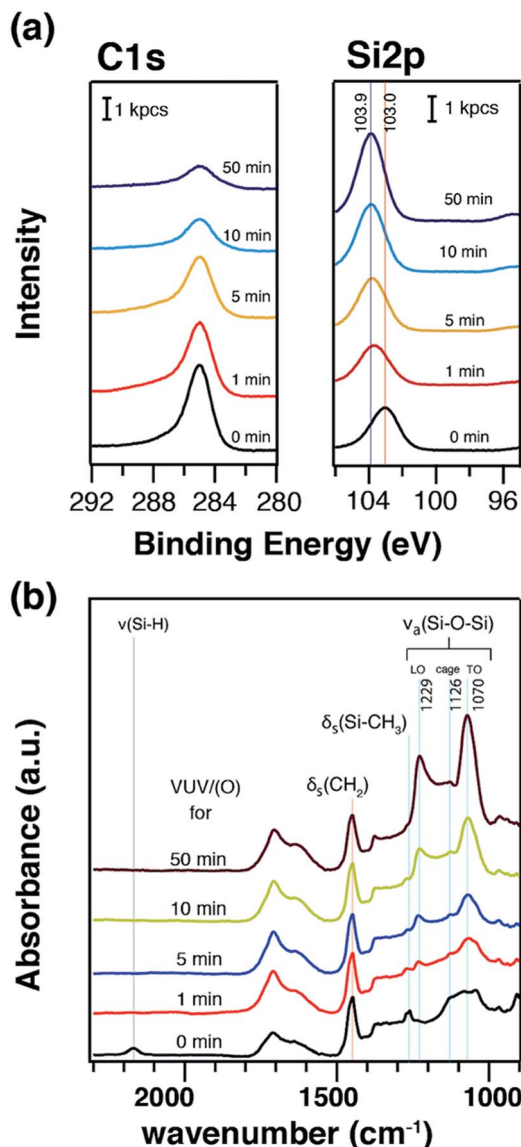 (a)
C1s
Si2p
1 kpcs
103.9
103.0
1 kpcs
50 min
10 min
5 min
1 min
0 min
50 min
10 min
5 min
1 min
0 min
Intensity
292 288 284 280
104 100 96
Binding Energy (eV)
(b)
ν(Si-H)
νa(Si-O-Si)
LO cage TO
1229
1126
1070
δs(Si-CH3)
δs(CH2)
VUV/(O)
for
50 min
10 min
5 min
1 min
0 min
Absorbance (a.u.)
2000 1500 1000
wavenumber (cm-1)